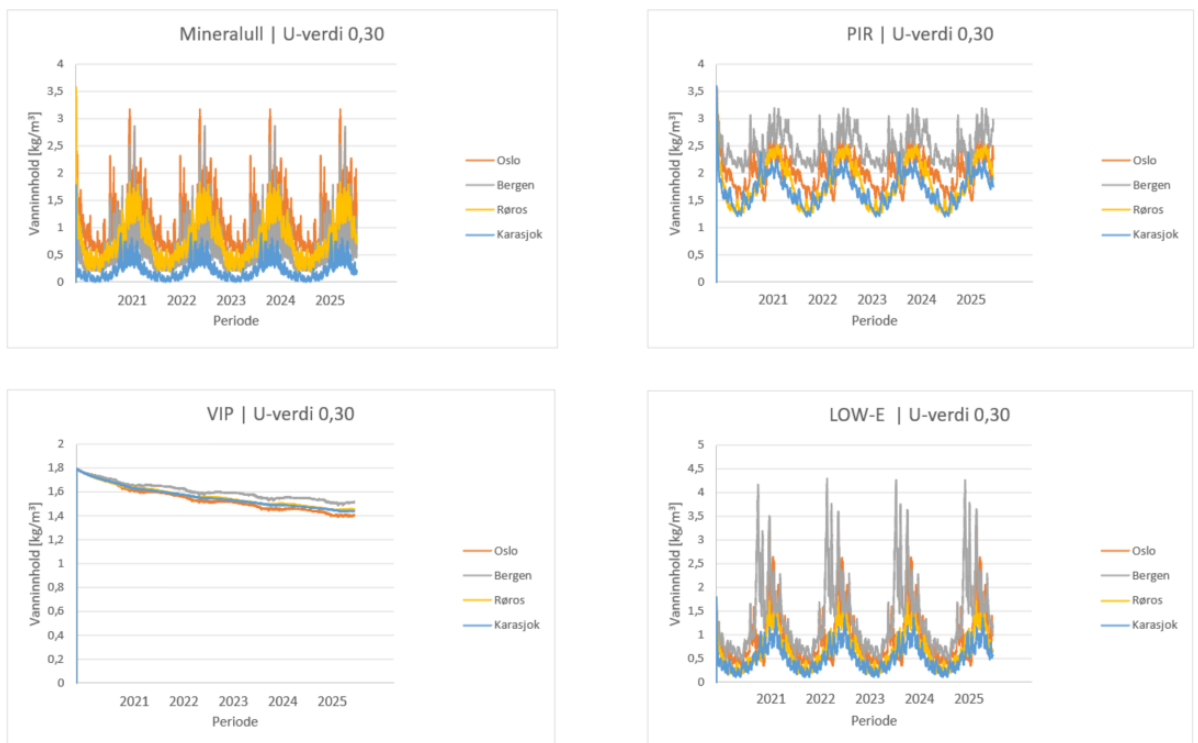 Mineralull | U-verdi 0,30
Vanninnhold [kg/m³]
4
3,5
3
2,5
2
1,5
1
0,5
0
2021 2022 2023 2024 2025
Periode
Oslo
Bergen
Røros
Karasjok
PIR | U-verdi 0,30
Vanninnhold [kg/m³]
4
3,5
3
2,5
2
1,5
1
0,5
0
2021 2022 2023 2024 2025
Periode
Oslo
Bergen
Røros
Karasjok
VIP | U-verdi 0,30
Vanninnhold [kg/m³]
2
1,8
1,6
1,4
1,2
1
0,8
0,6
0,4
0,2
0
2021 2022 2023 2024 2025
Periode
Oslo
Bergen
Røros
Karasjok
LOW-E | U-verdi 0,30
Vanninnhold [kg/m³]
5
4,5
4
3,5
3
2,5
2
1,5
1
0,5
0
2021 2022 2023 2024 2025
Periode
Oslo
Bergen
Røros
Karasjok